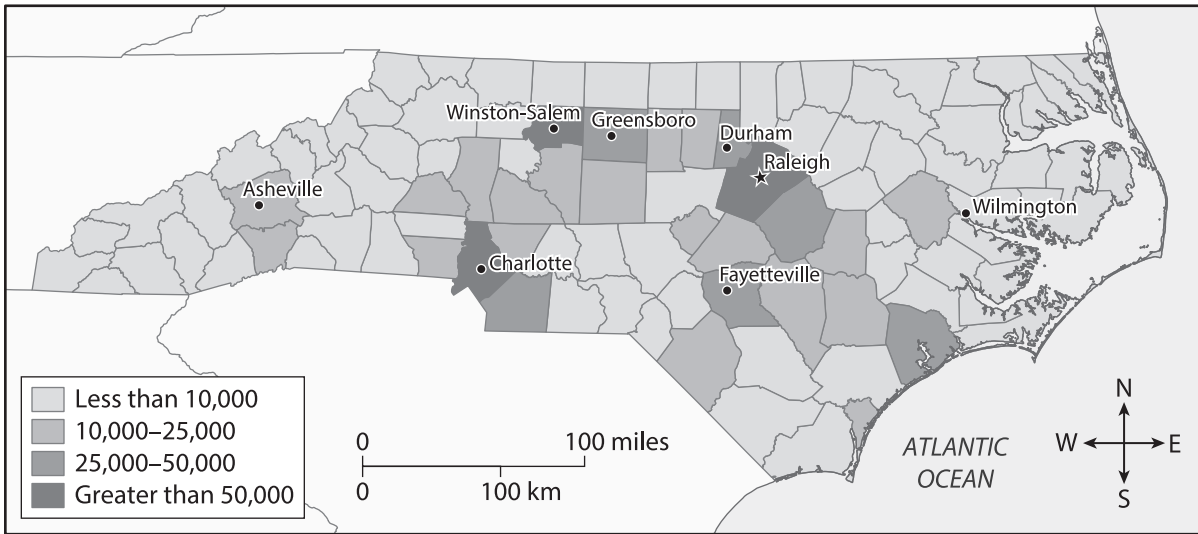 Winston-Salem
Greensboro
Durham
Raleigh
Asheville
Wilmington
Charlotte
Fayetteville
Less than 10,000
10,000–25,000
25,000–50,000
Greater than 50,000
0 100 miles
0 100 km
ATLANTIC
OCEAN
N
W E
S